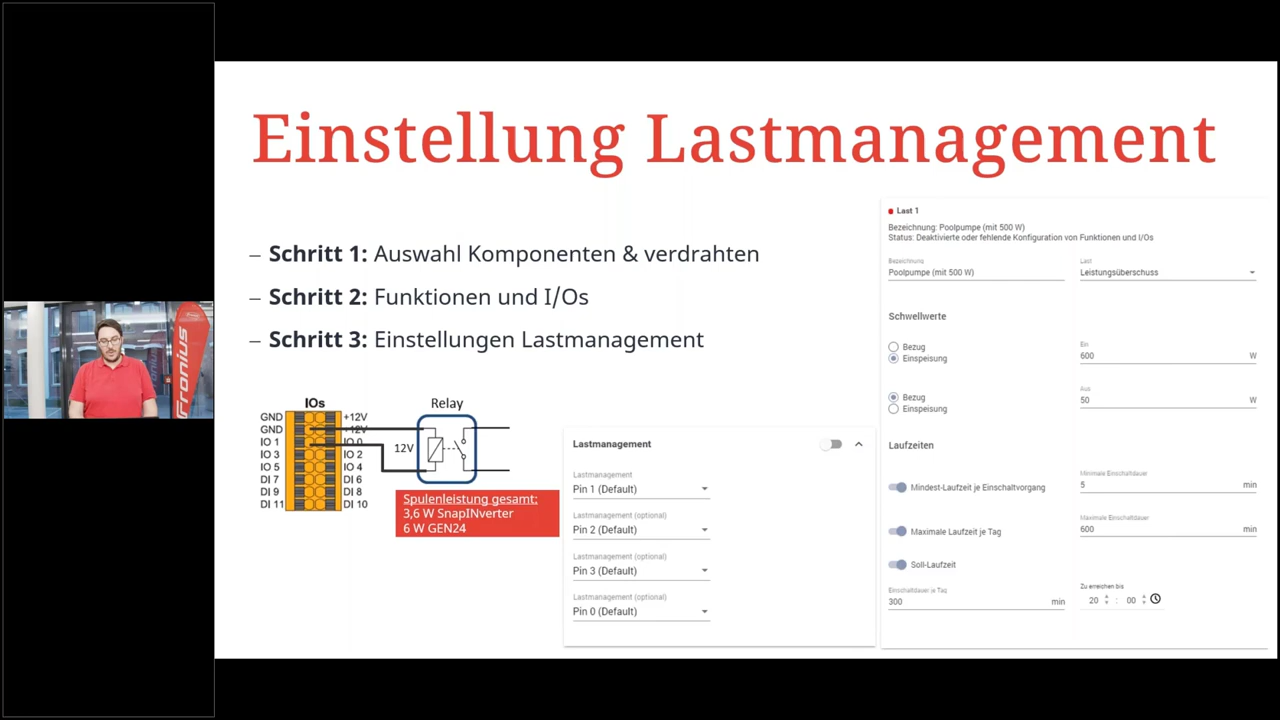 Einstellung Lastmanagement
– Schritt 1: Auswahl Komponenten & verdrahten
– Schritt 2: Funktionen und I/Os
– Schritt 3: Einstellungen Lastmanagement
IOs
GND +12V
GND +12V
IO 1 IO 0
IO 3 IO 2
IO 5 IO 4
DI 7 DI 6
DI 9 DI 8
DI 11 DI 10
Relay
12V
Spulenleistung gesamt:
3,6 W SnapINverter
6 W GEN24
Lastmanagement
Lastmanagement
Pin 1 (Default)
Lastmanagement (optional)
Pin 2 (Default)
Lastmanagement (optional)
Pin 3 (Default)
Lastmanagement (optional)
Pin 0 (Default)
Last 1
Bezeichnung: Poolpumpe (mit 500 W)
Status: Deaktivierte oder fehlende Konfiguration von Funktionen und I/Os
Bezeichnung
Poolpumpe (mit 500 W)
Last
Leistungsüberschuss
Schwellwerte
Bezug
Einspeisung
Ein
600 W
Bezug
Einspeisung
Aus
50 W
Laufzeiten
Mindest-Laufzeit je Einschaltvorgang
Minimale Einschaltdauer
5 min
Maximale Laufzeit je Tag
Maximale Einschaltdauer
600 min
Soll-Laufzeit
Einschaltdauer je Tag
300 min
Zu erreichen bis
20 : 00
Fronius